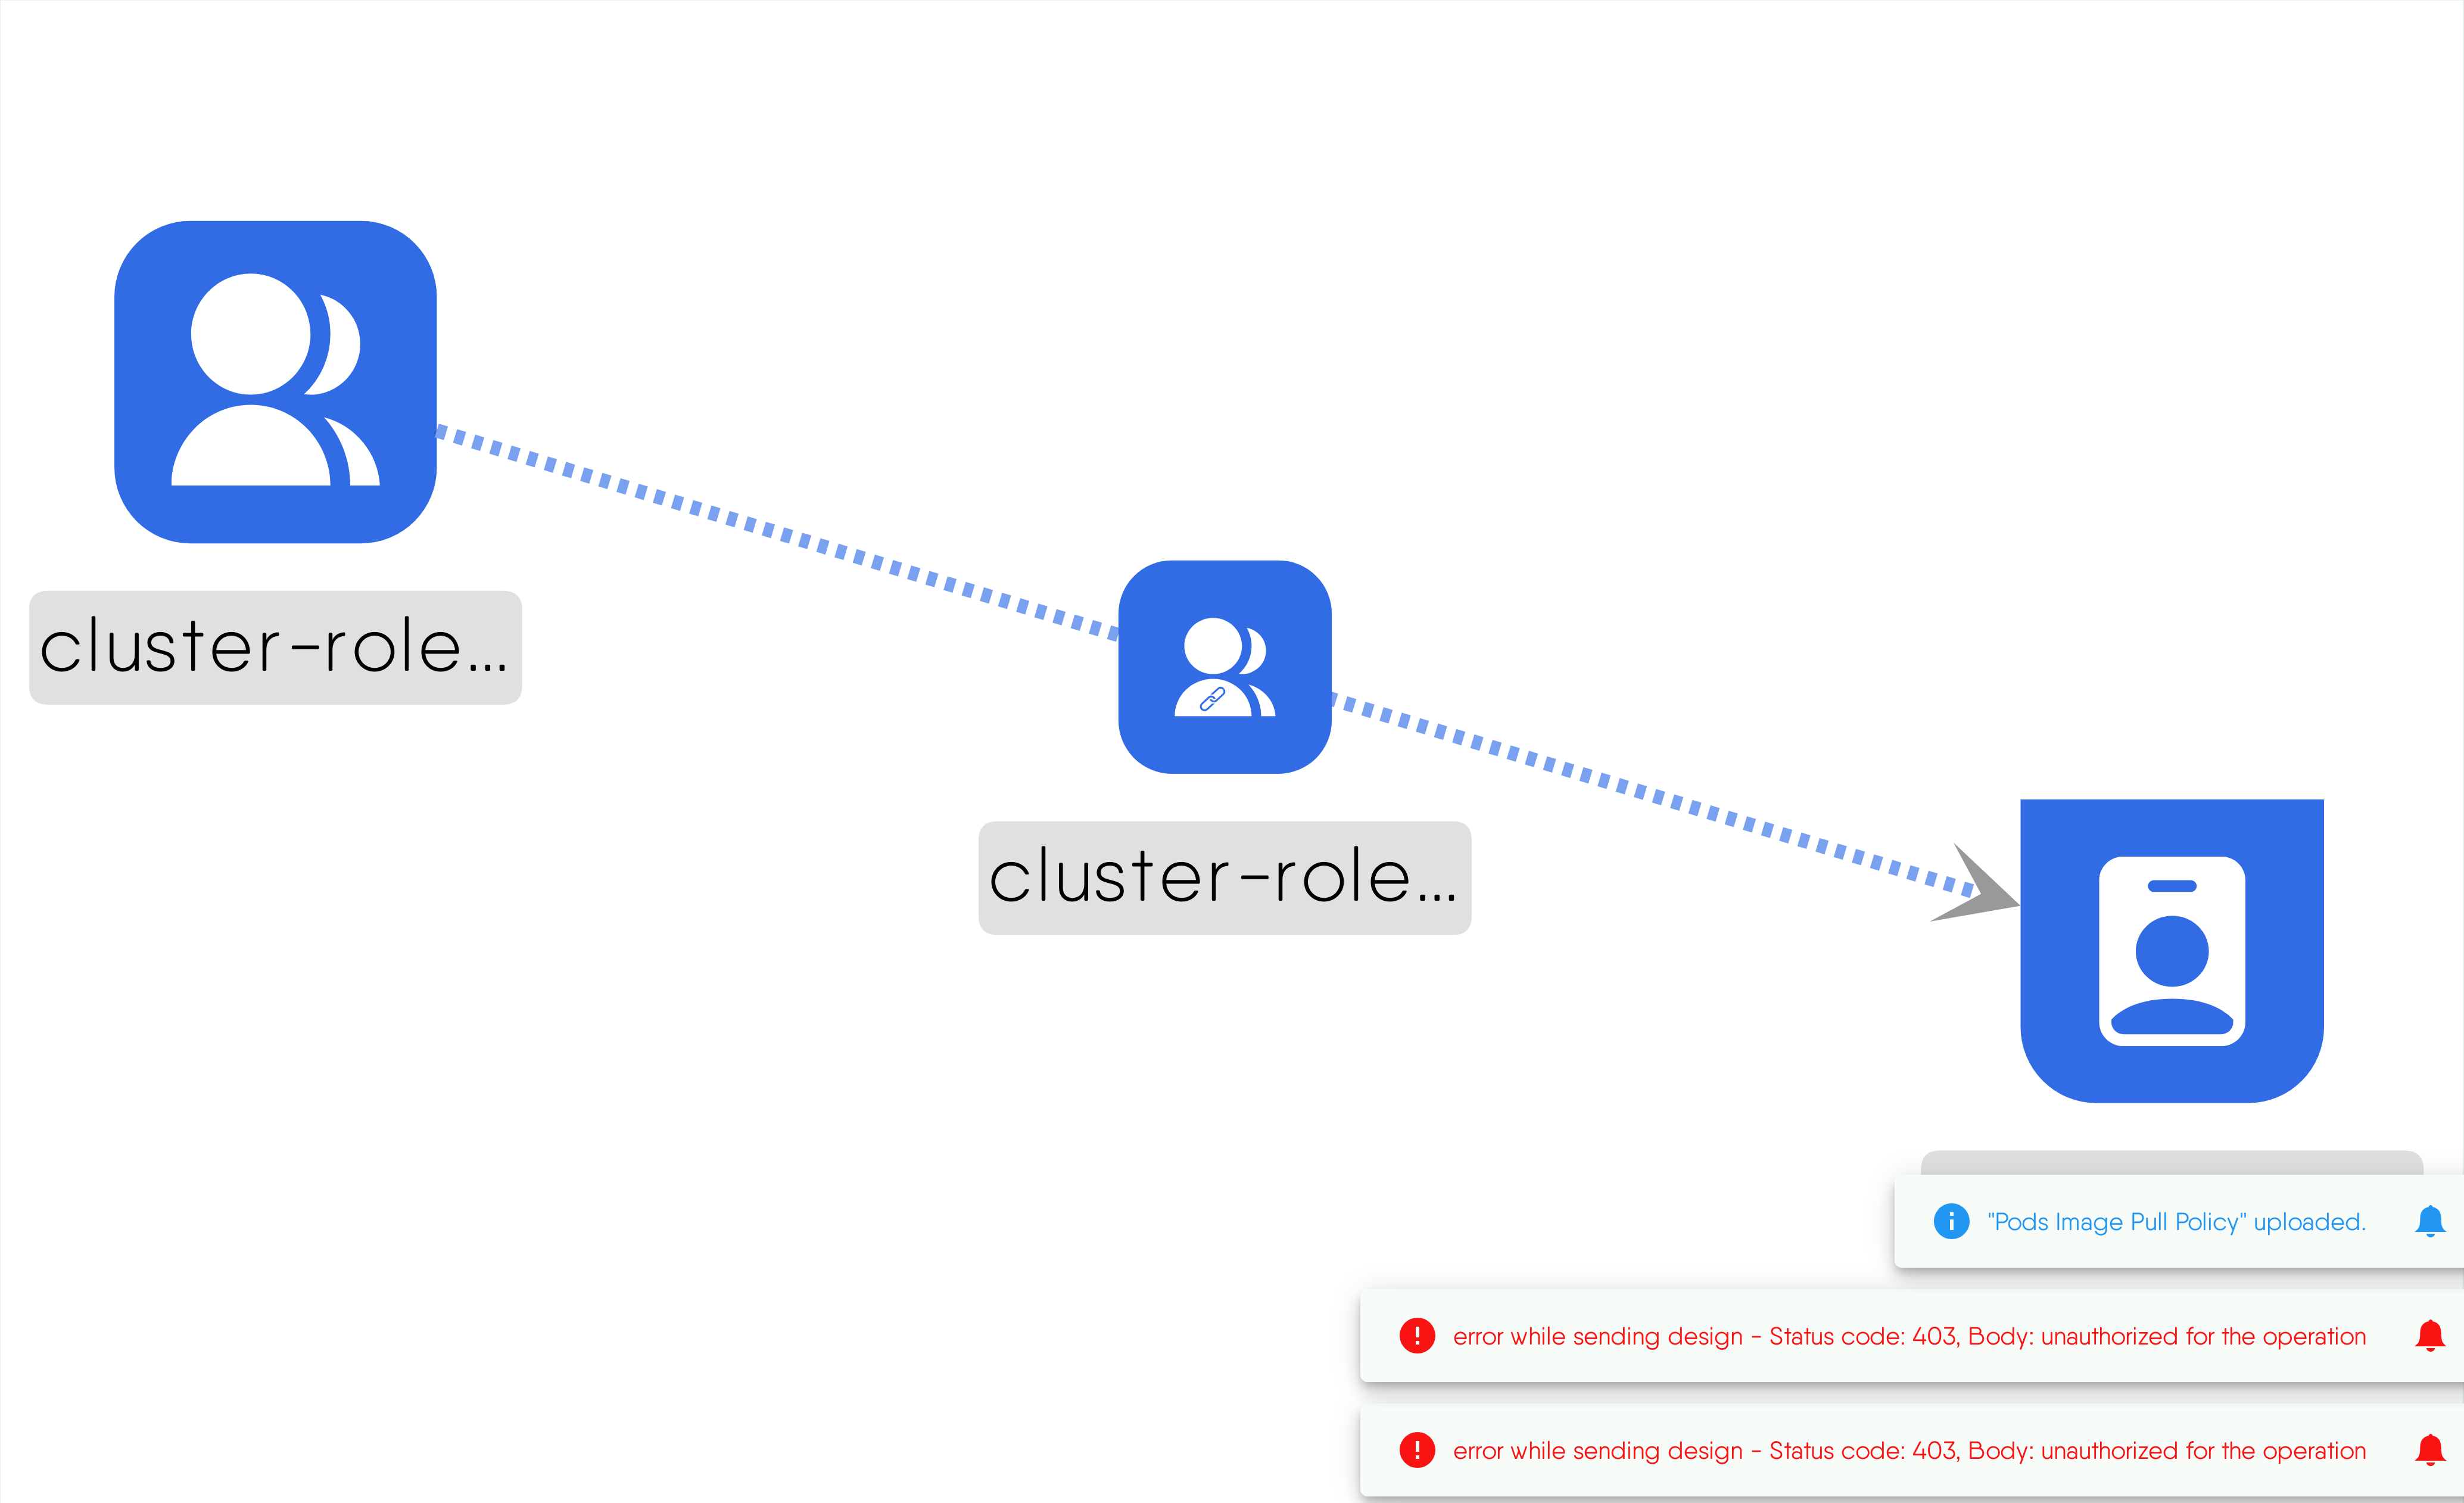 cluster-role...
cluster-role...
"Pods Image Pull Policy" uploaded.
error while sending design - Status code: 403, Body: unauthorized for the operation
error while sending design - Status code: 403, Body: unauthorized for the operation